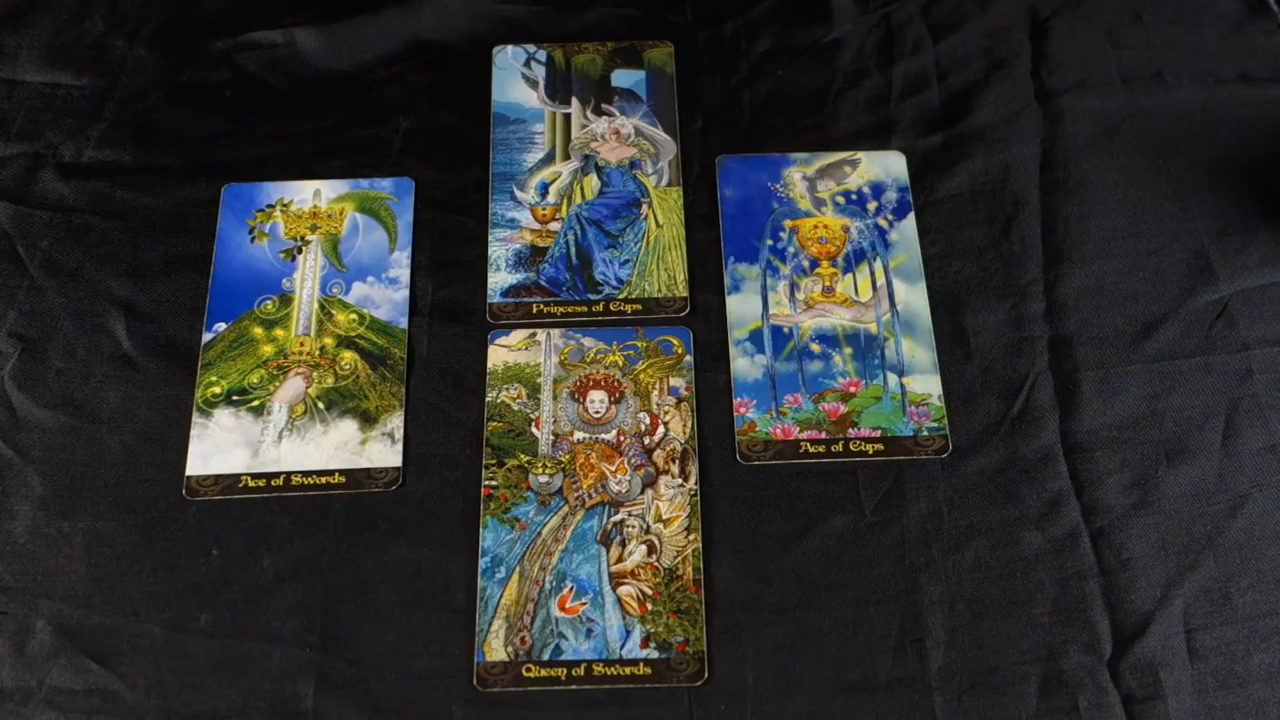 Princess of Cups
Ace of Cups
Ace of Swords
Queen of Swords